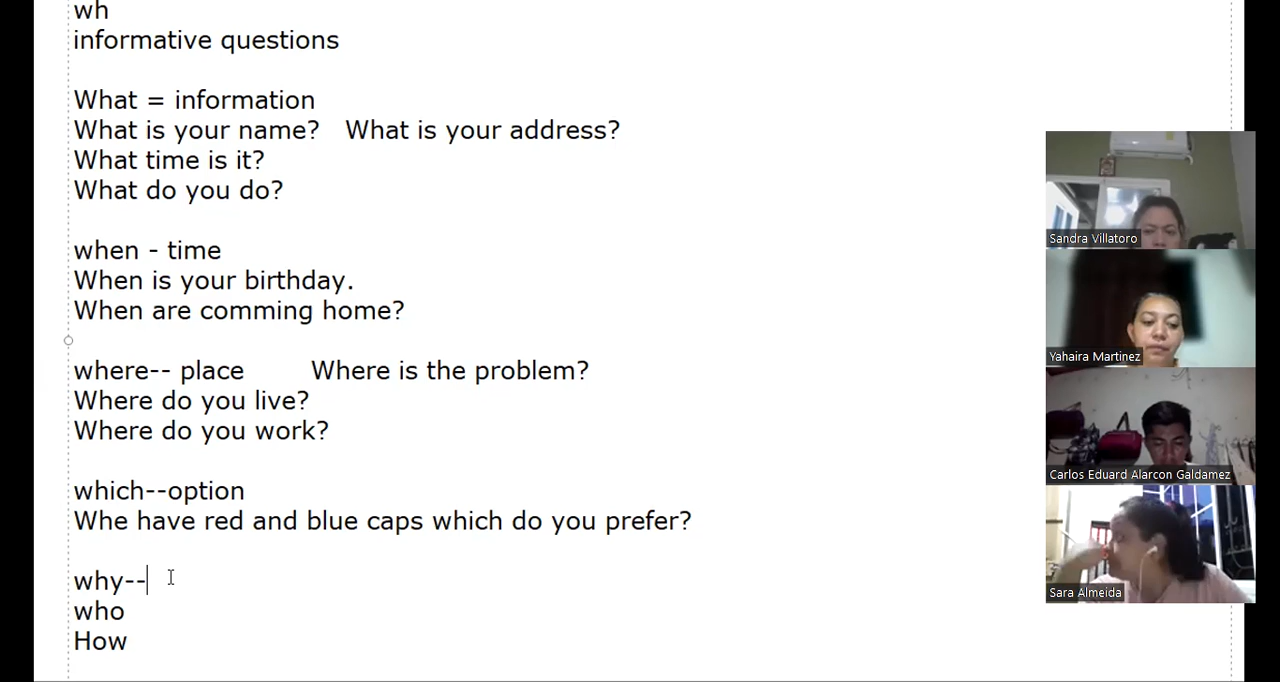 wh
informative questions
What = information
What is your name? What is your address?
What time is it?
What do you do?
when - time
When is your birthday.
When are comming home?
where-- place Where is the problem?
Where do you live?
Where do you work?
which--option
Whe have red and blue caps which do you prefer?
why--
who
How
Sandra Villatoro
Yahaira Martinez
Carlos Eduard Alarcon Galdamez
Sara Almeida